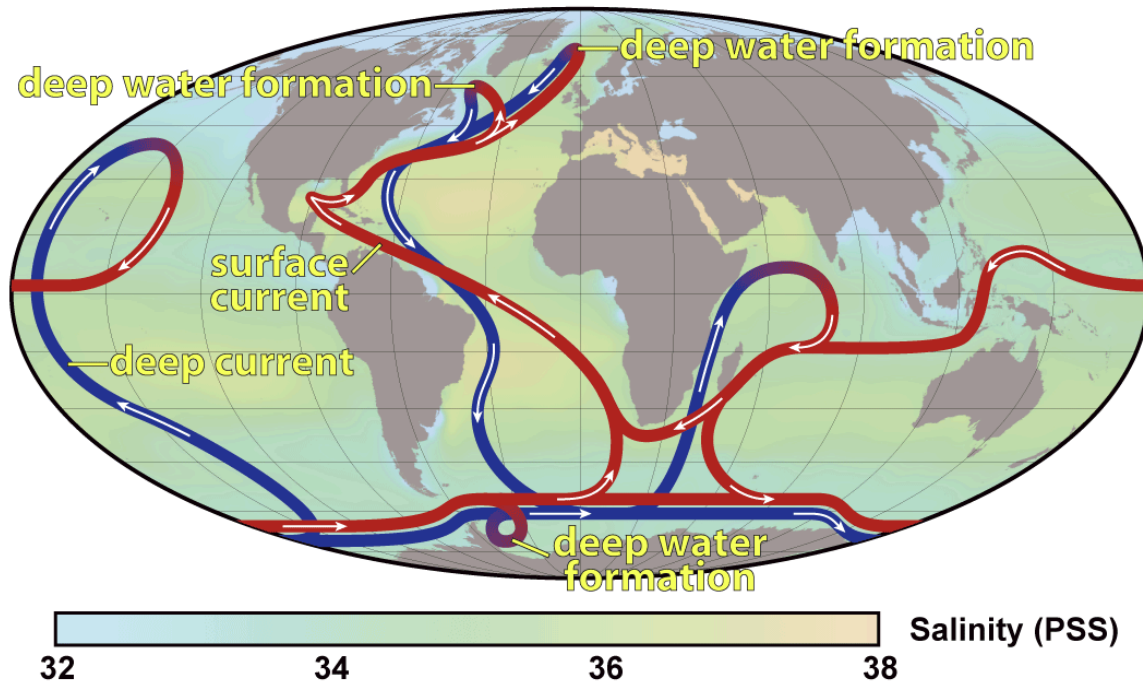 deep water formation
deep water formation
surface
current
deep current
deep water
formation
Salinity (PSS)
32 34 36 38